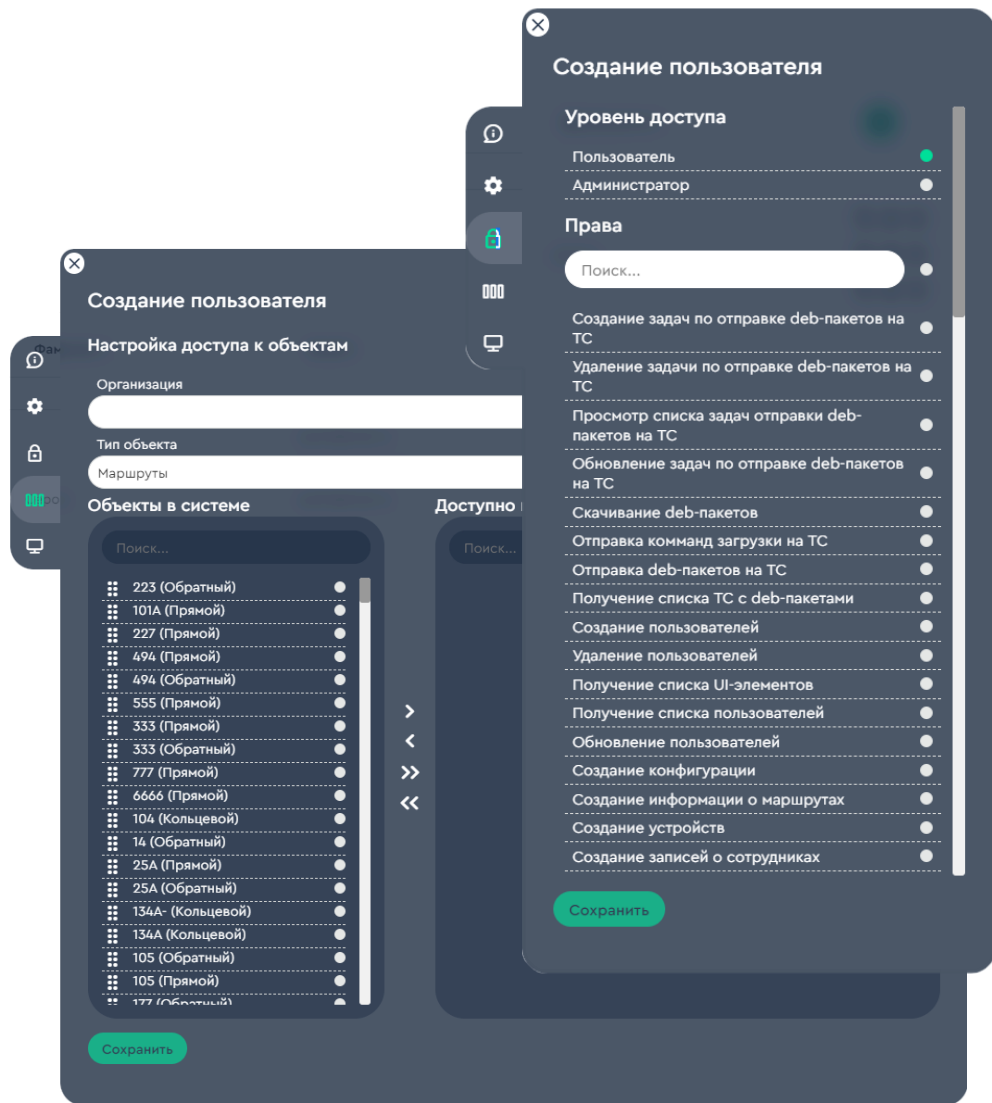 Создание пользователя
Уровень доступа
Пользователь
Администратор
Права
Поиск...
Создание задач по отправке deb-пакетов на
ТС
Удаление задачи по отправке deb-пакетов на
ТС
Просмотр списка задач отправки deb-
пакетов на ТС
Обновление задач по отправке deb-пакетов
на ТС
Скачивание deb-пакетов
Отправка комманд загрузки на ТС
Отправка deb-пакетов на ТС
Получение списка ТС с deb-пакетами
Создание пользователей
Удаление пользователей
Получение списка UI-элементов
Получение списка пользователей
Обновление пользователей
Создание конфигурации
Создание информации о маршрутах
Создание устройств
Создание записей о сотрудниках
Сохранить
Создание пользователя
Настройка доступа к объектам
Организация
Тип объекта
Маршруты
Объекты в системе
Поиск...
223 (Обратный)
101А (Прямой)
227 (Прямой)
494 (Прямой)
494 (Обратный)
555 (Прямой)
333 (Прямой)
333 (Обратный)
777 (Прямой)
6666 (Прямой)
104 (Кольцевой)
14 (Обратный)
25А (Прямой)
25А (Обратный)
134А- (Кольцевой)
134А (Кольцевой)
105 (Обратный)
105 (Прямой)
177 (Обратный)
Доступно
Поиск...
Сохранить